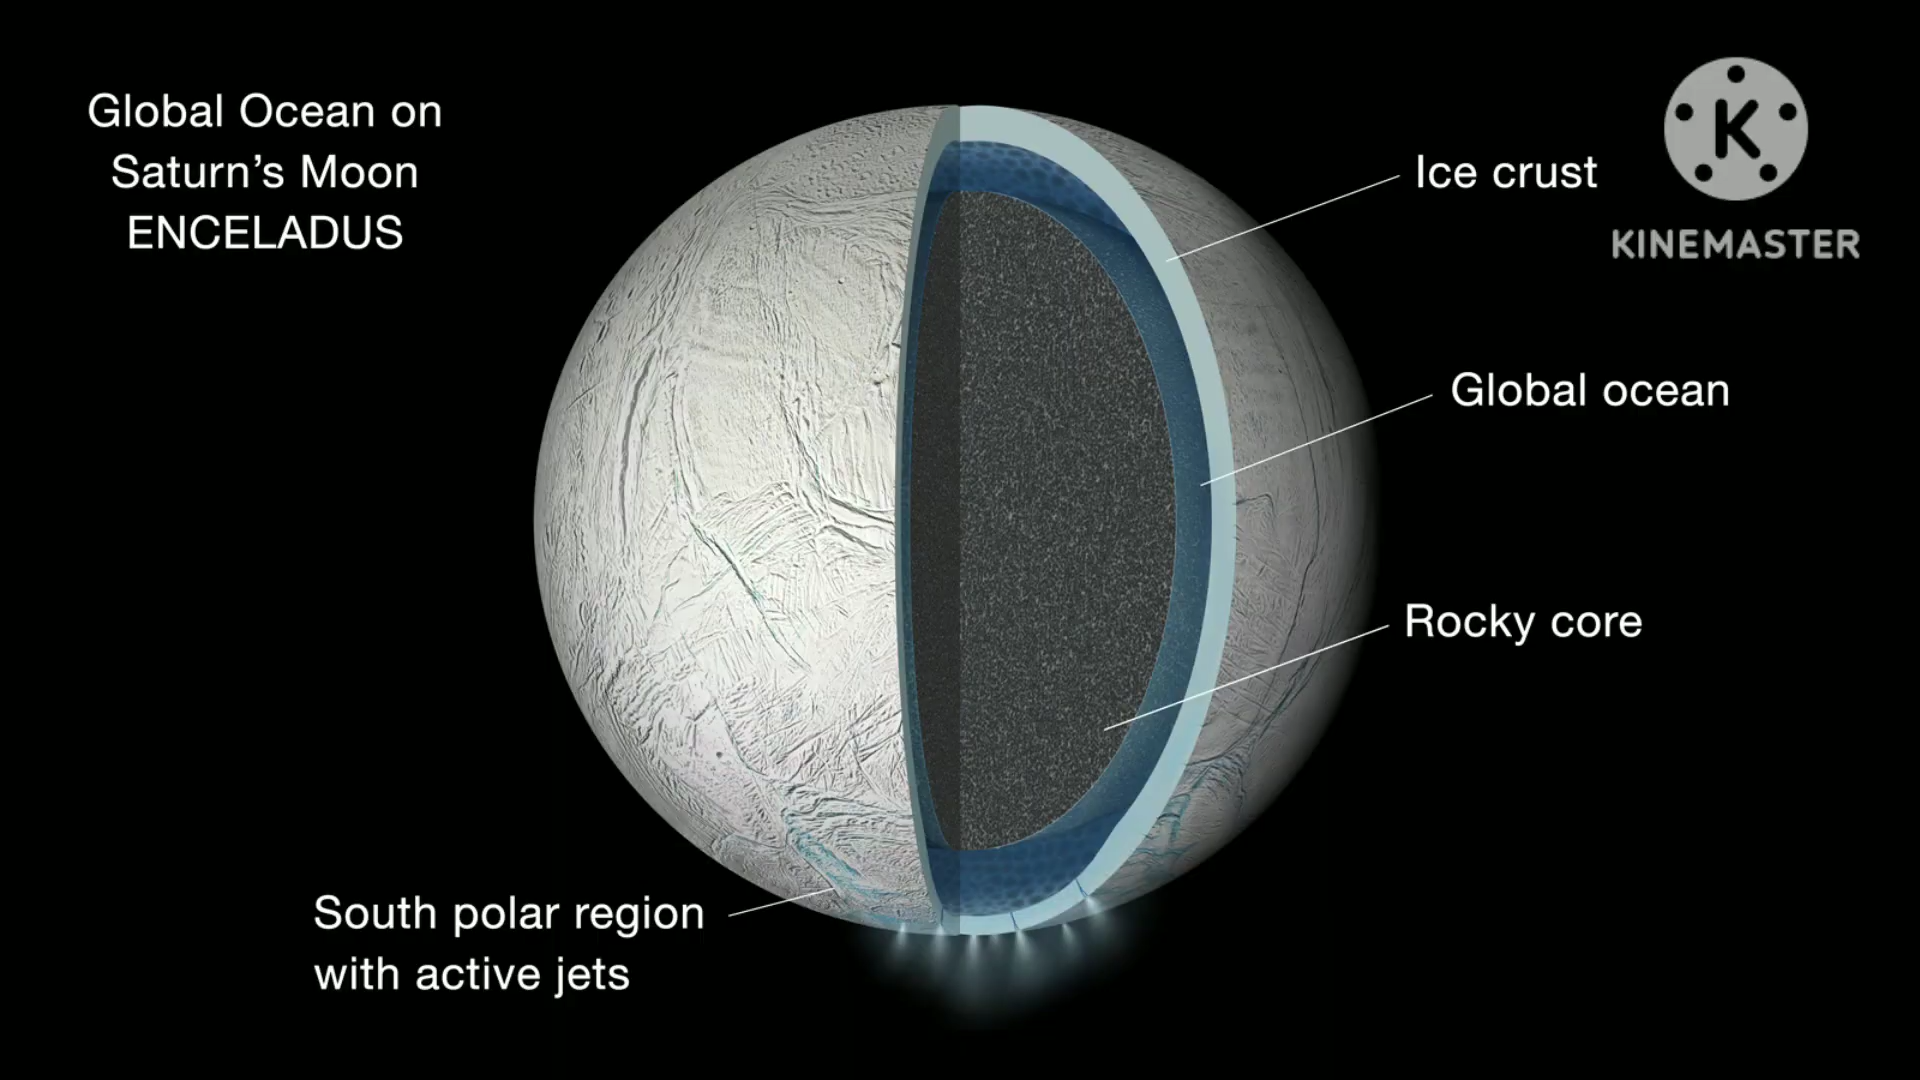 Global Ocean on
Saturn’s Moon
ENCELADUS
Ice crust
K
KINEMASTER
Global ocean
Rocky core
South polar region
with active jets